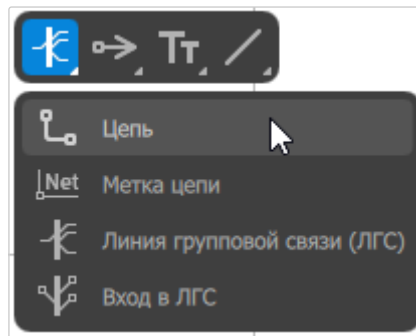 Tт
Цепь
Net
Метка цепи
Линия групповой связи (ЛГС)
Вход в ЛГС